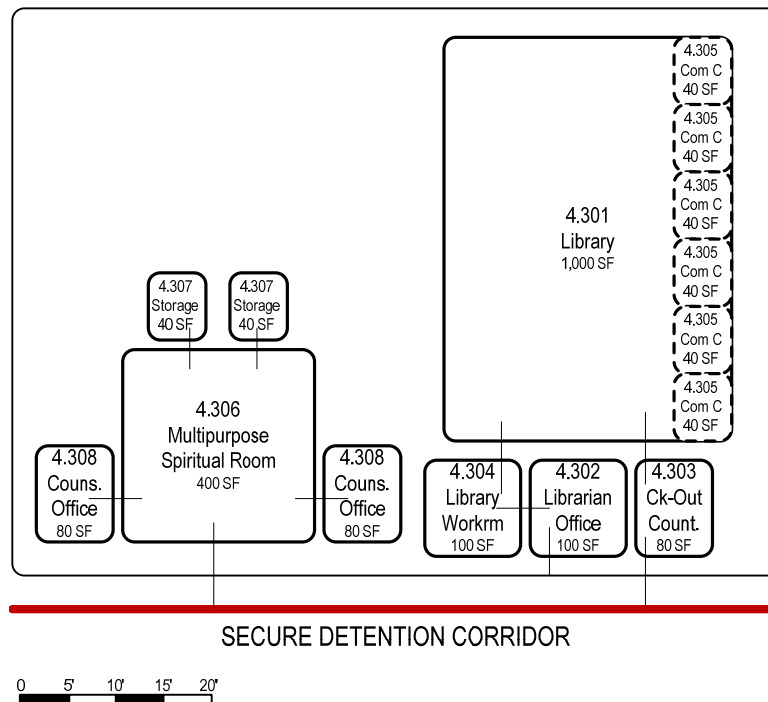 4.305
Com C
40 SF
4.305
Com C
40 SF
4.305
Com C
40 SF
4.305
Com C
40 SF
4.305
Com C
40 SF
4.305
Com C
40 SF
4.301
Library
1,000 SF
4.307
Storage
40 SF
4.307
Storage
40 SF
4.306
Multipurpose
Spiritual Room
400 SF
4.308
Couns.
Office
80 SF
4.308
Couns.
Office
80 SF
4.304
Library
Workrm
100 SF
4.302
Librarian
Office
100 SF
4.303
Ck-Out
Count.
80 SF
SECURE DETENTION CORRIDOR
0 5' 10' 15' 20'